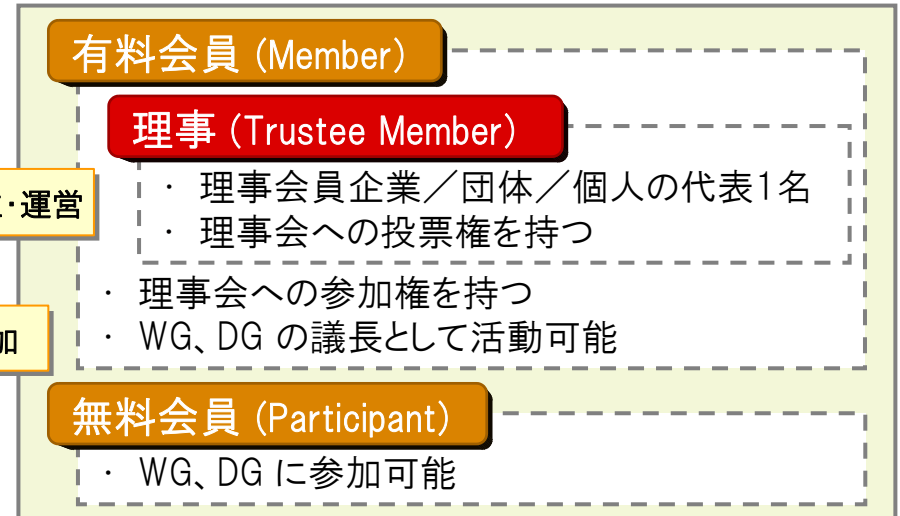 有料会員 (Member)
理事 (Trustee Member)
・ 理事会員企業／団体／個人の代表1名
・ 理事会への投票権を持つ
・運営
・ 理事会への参加権を持つ
・ WG、DG の議長として活動可能
加
無料会員 (Participant)
・ WG、DG に参加可能